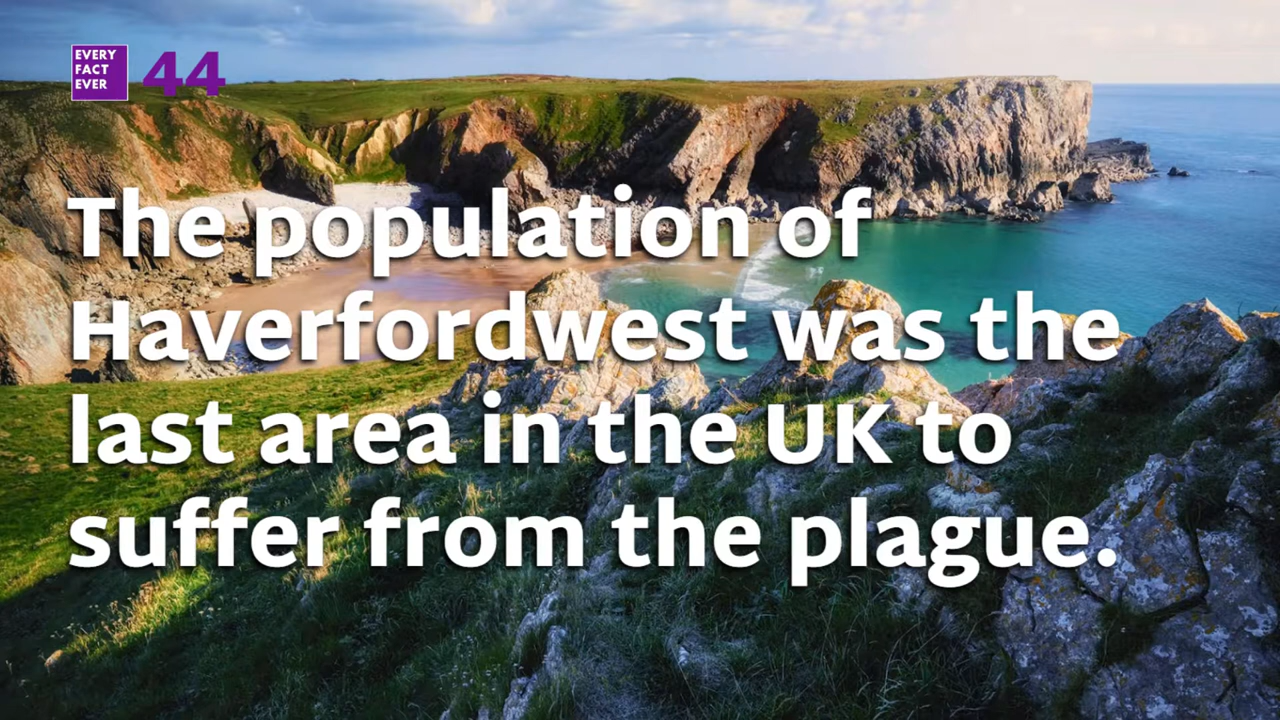 EVERY
FACT
EVER
44
The population of
Haverfordwest was the
last area in the UK to
suffer from the plague.